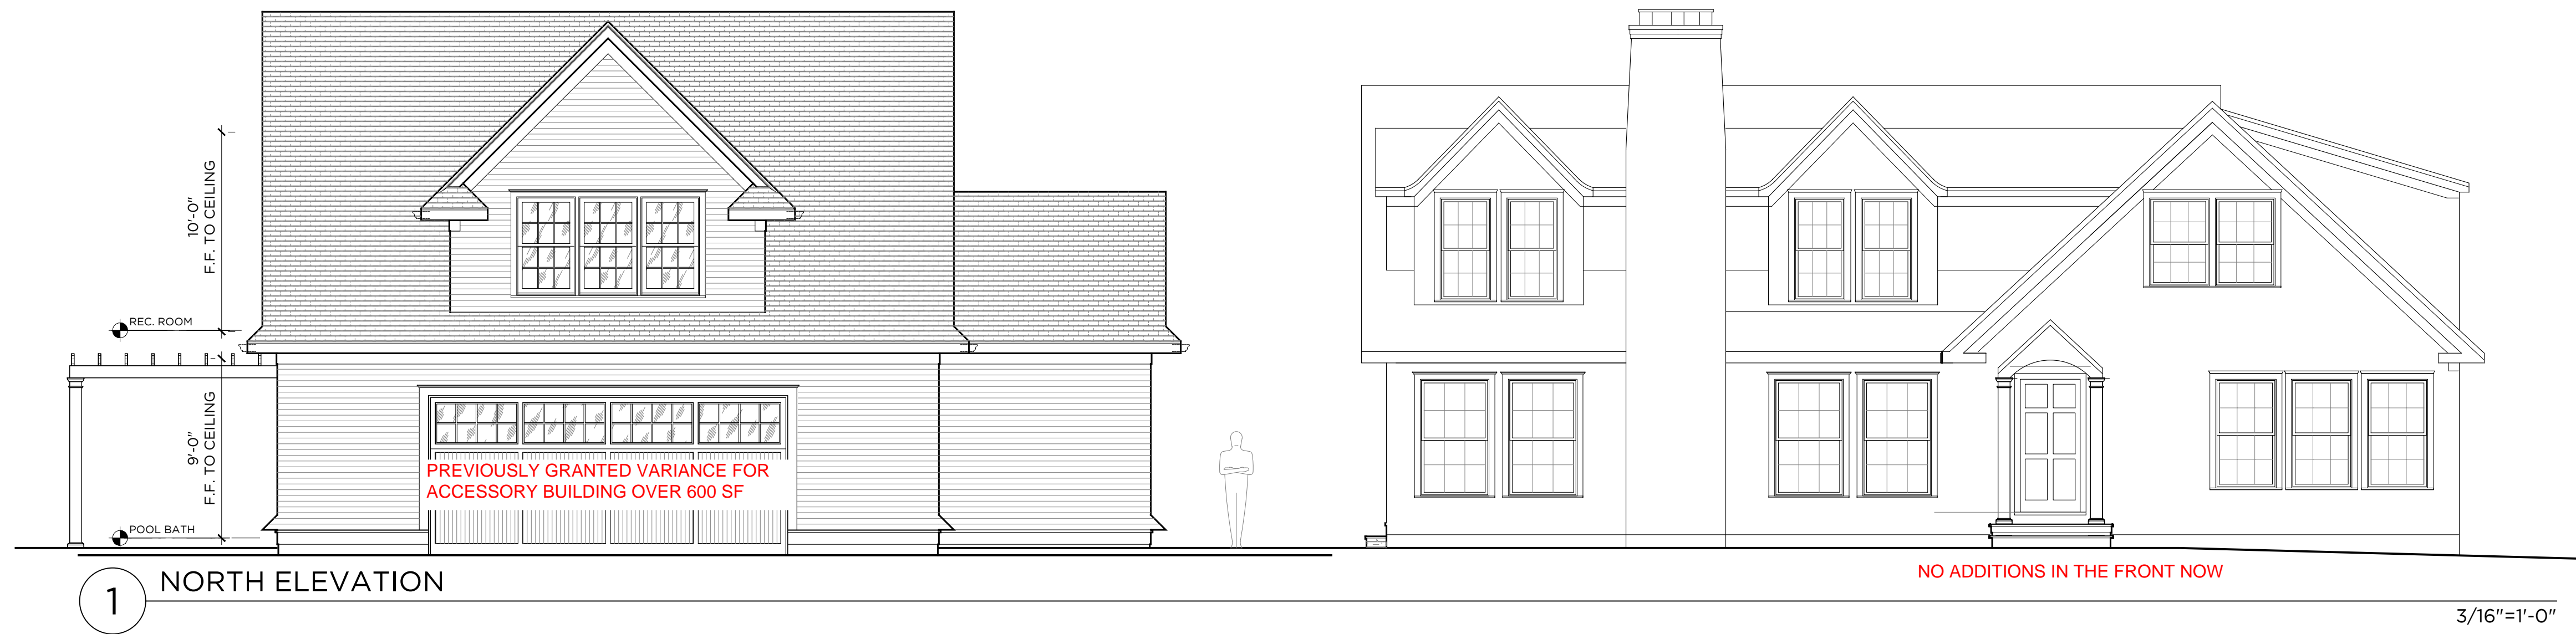 10'-0"
F.F. TO CEILING
REC. ROOM
9'-0"
F.F. TO CEILING
POOL BATH
PREVIOUSLY GRANTED VARIANCE FOR
ACCESSORY BUILDING OVER 600 SF
1
NORTH ELEVATION
NO ADDITIONS IN THE FRONT NOW
3/16"=1'-0"